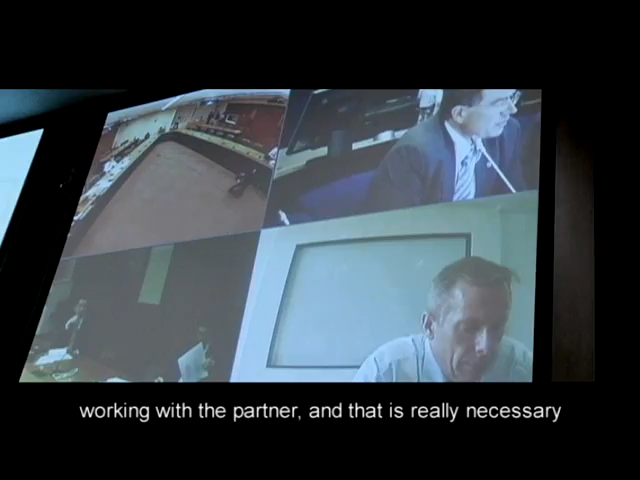 working with the partner, and that is really necessary